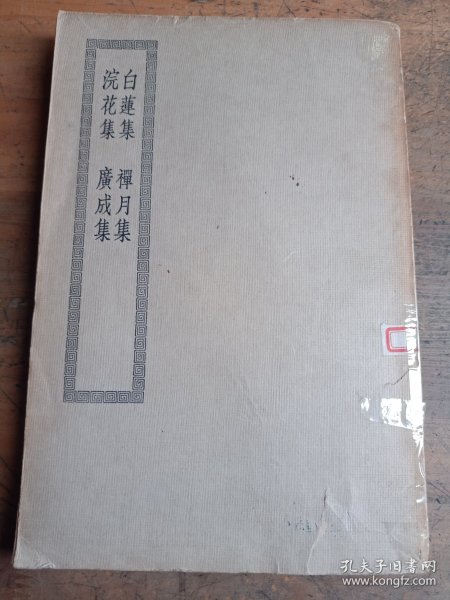 白蓮集 禪月集
浣花集 廣成集
孔夫子旧书网
www.kongfz.com